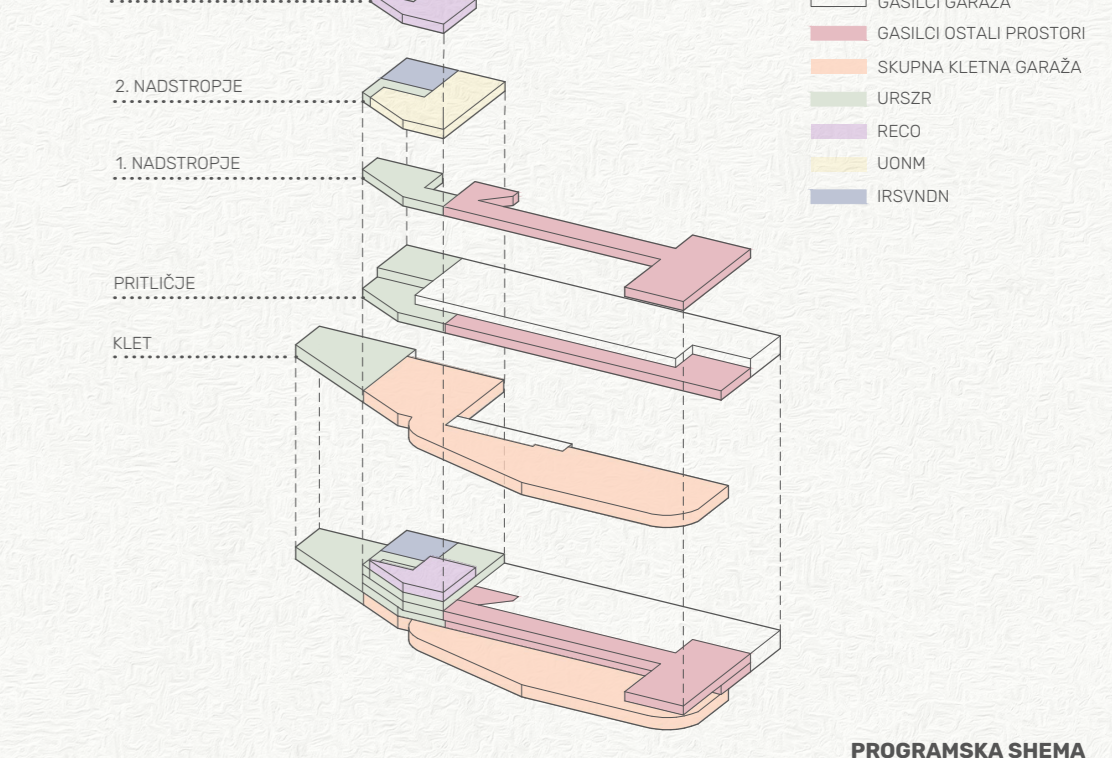 GASILCI GARAŽA
GASILCI OSTALI PROSTORI
SKUPNA KLETNA GARAŽA
URSZR
RECO
UONM
IRSVNDN
2. NADSTROPJE
1. NADSTROPJE
PRITLIČJE
KLET
PROGRAMSKA SHEMA